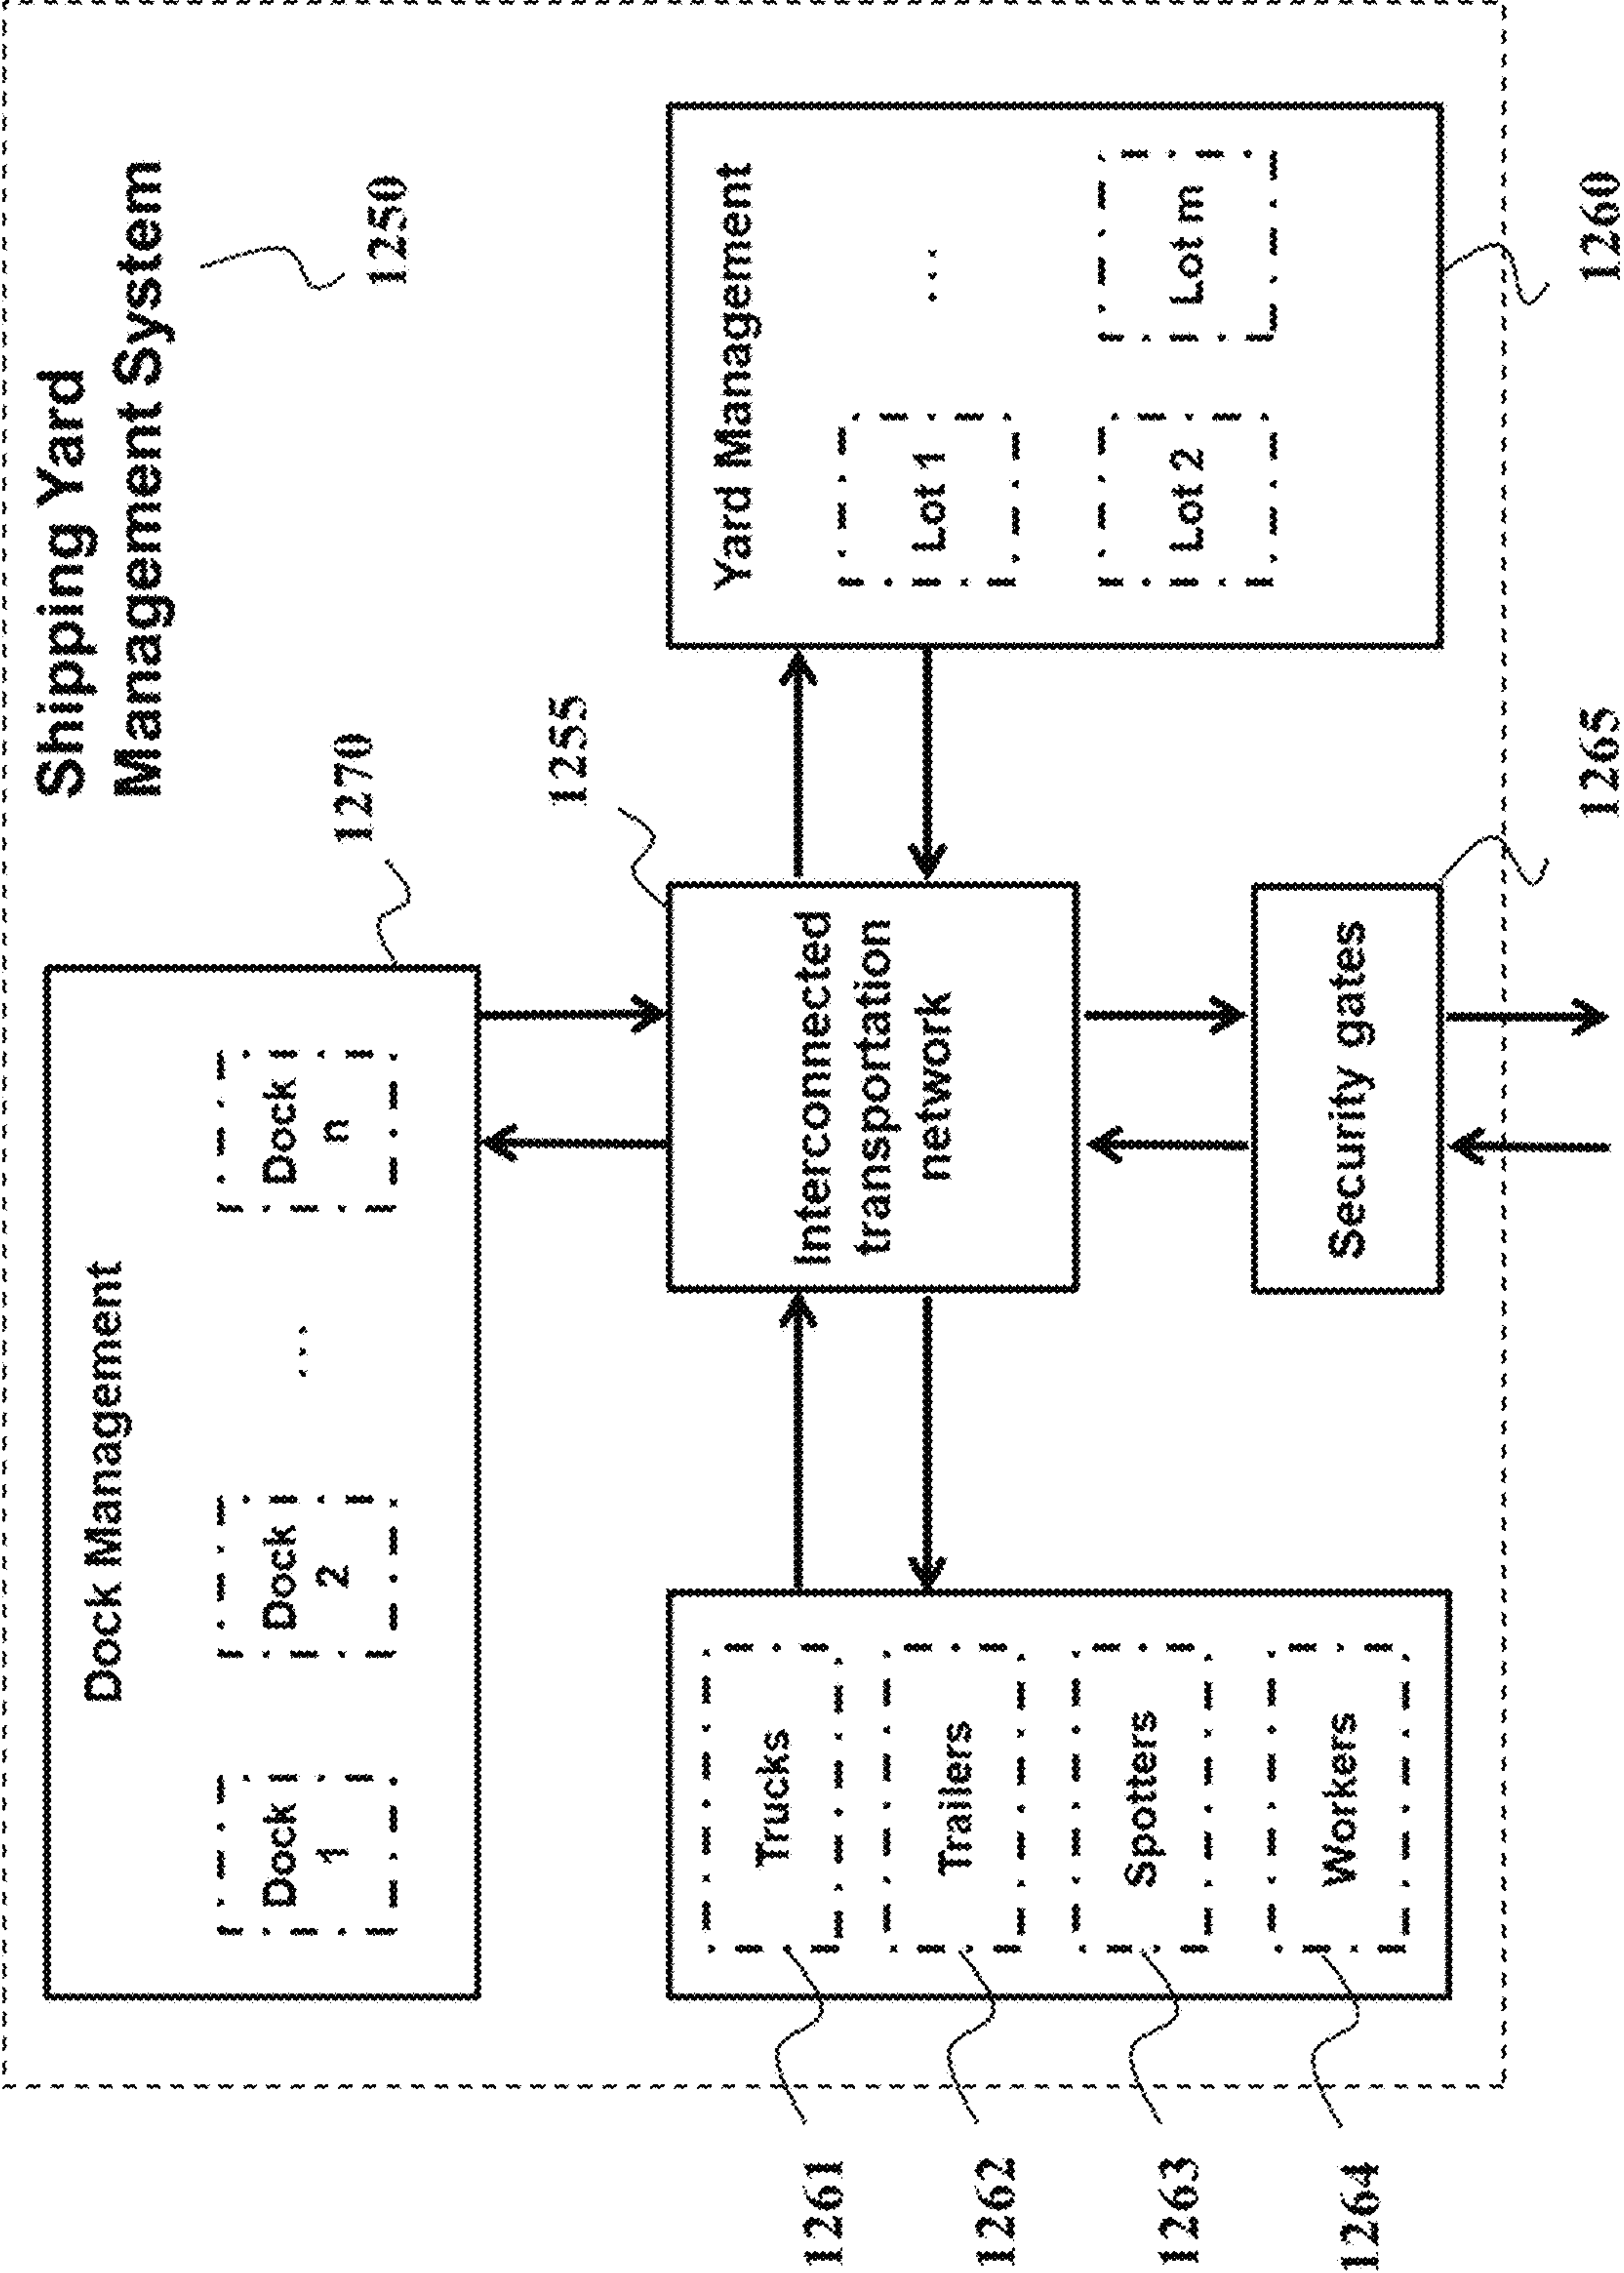 Shipping Yard
Management System
1250
Dock Management
Dock
1
Dock
2
...
Dock
n
1270
1255
Trucks
Trailers
Spotters
Workers
1261
1262
1263
1264
Interconnected
transportation
network
Yard Management
Lot 1
...
Lot 2
Lot m
1260
Security gates
1265